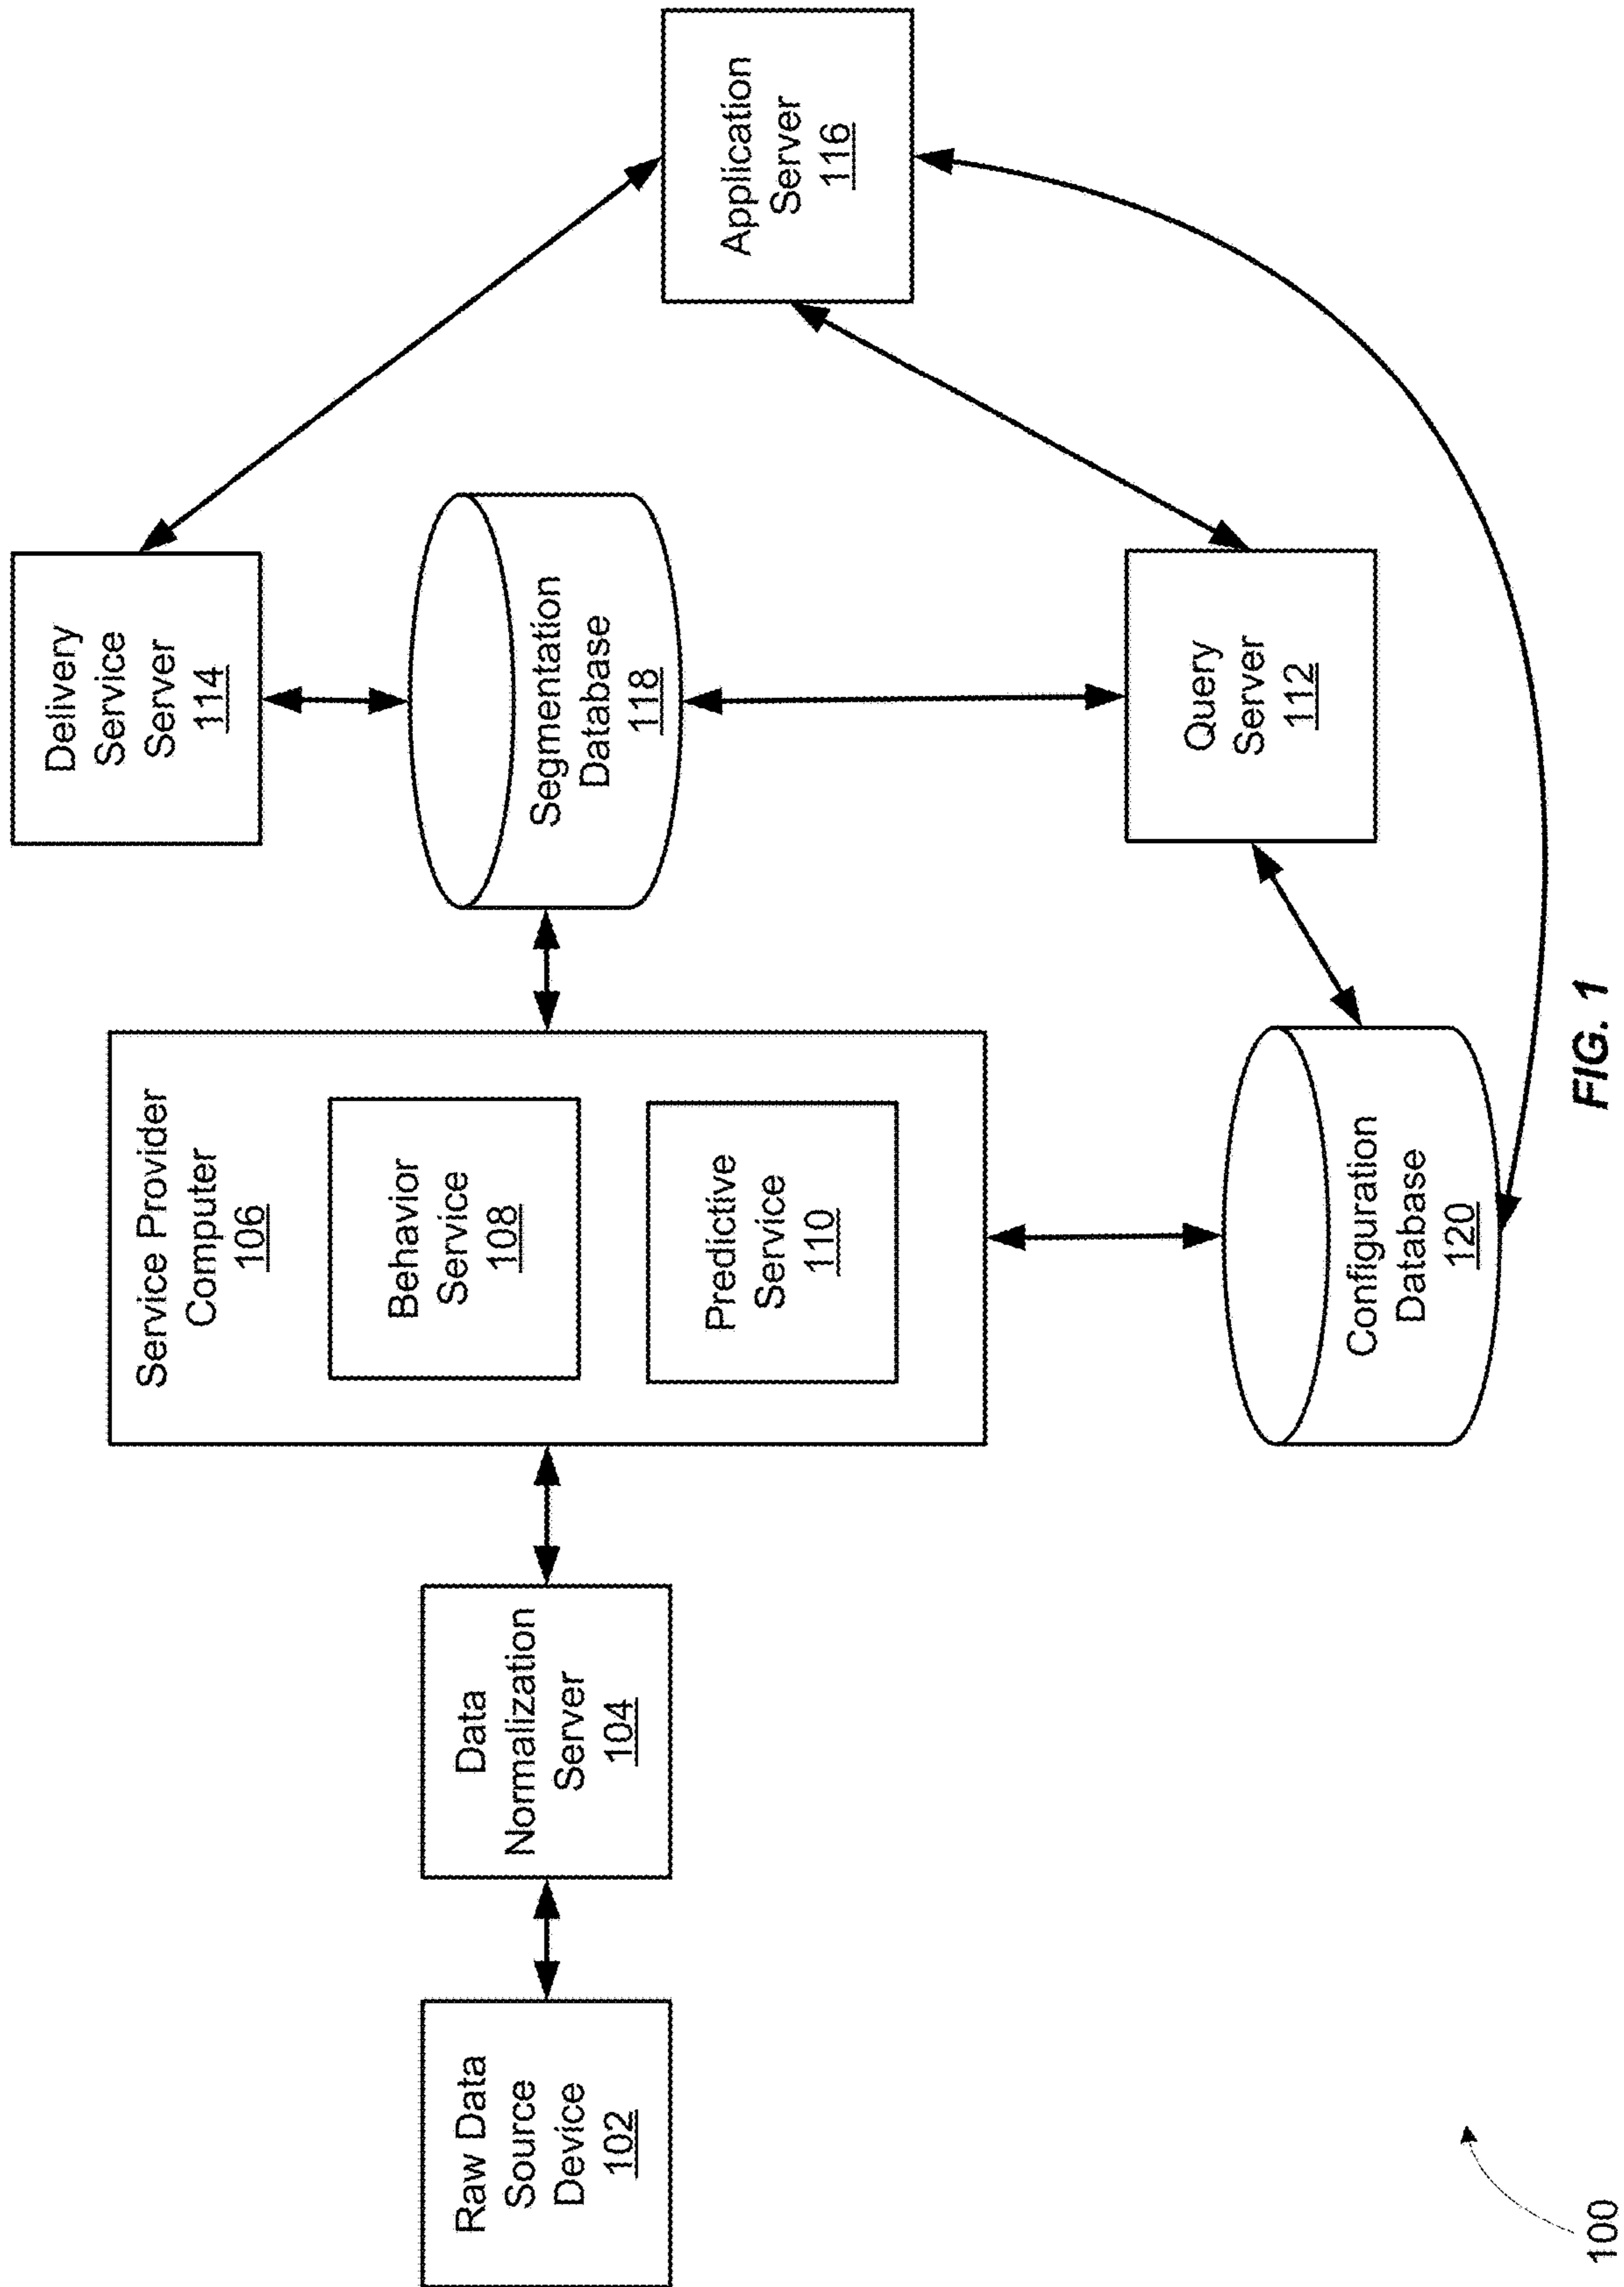 Raw Data
Source
Device
102
Data
Normalization
Server
104
Service Provider
Computer
106
Behavior
Service
108
Predictive
Service
110
Delivery
Service
Server
114
Segmentation
Database
118
Configuration
Database
120
Query
Server
112
Application
Server
116
100
FIG. 1